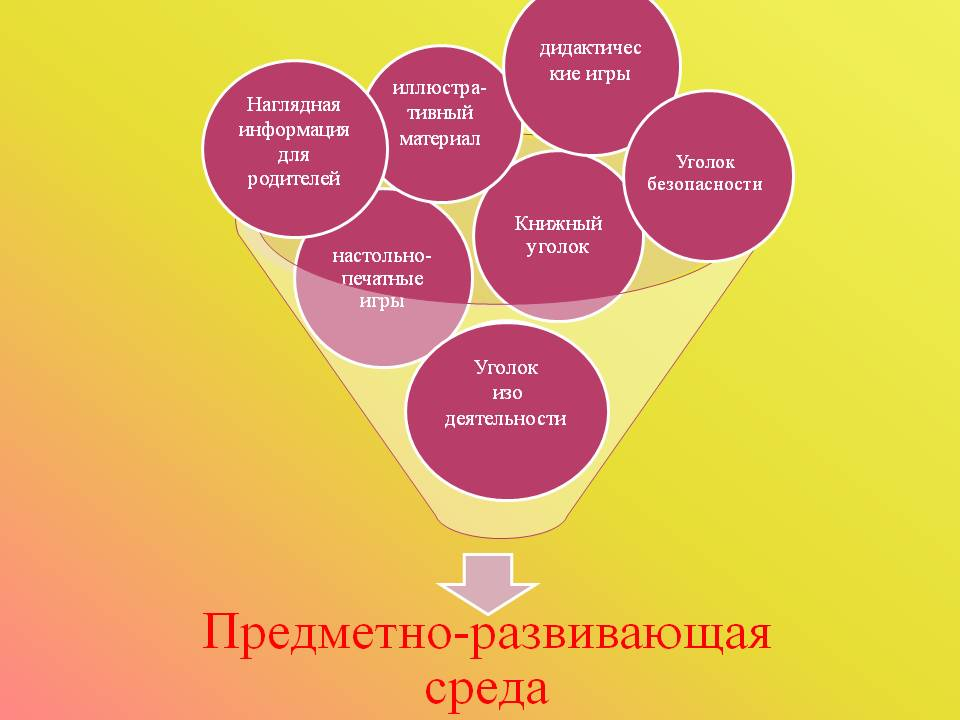 дидактичес
кие игры
иллюстра-
тивный
материал
Наглядная
информация
для
родителей
Уголок
безопасности
Книжный
уголок
настольно-
печатные
игры
Уголок
изо
деятельности
Предметно-развивающая
среда